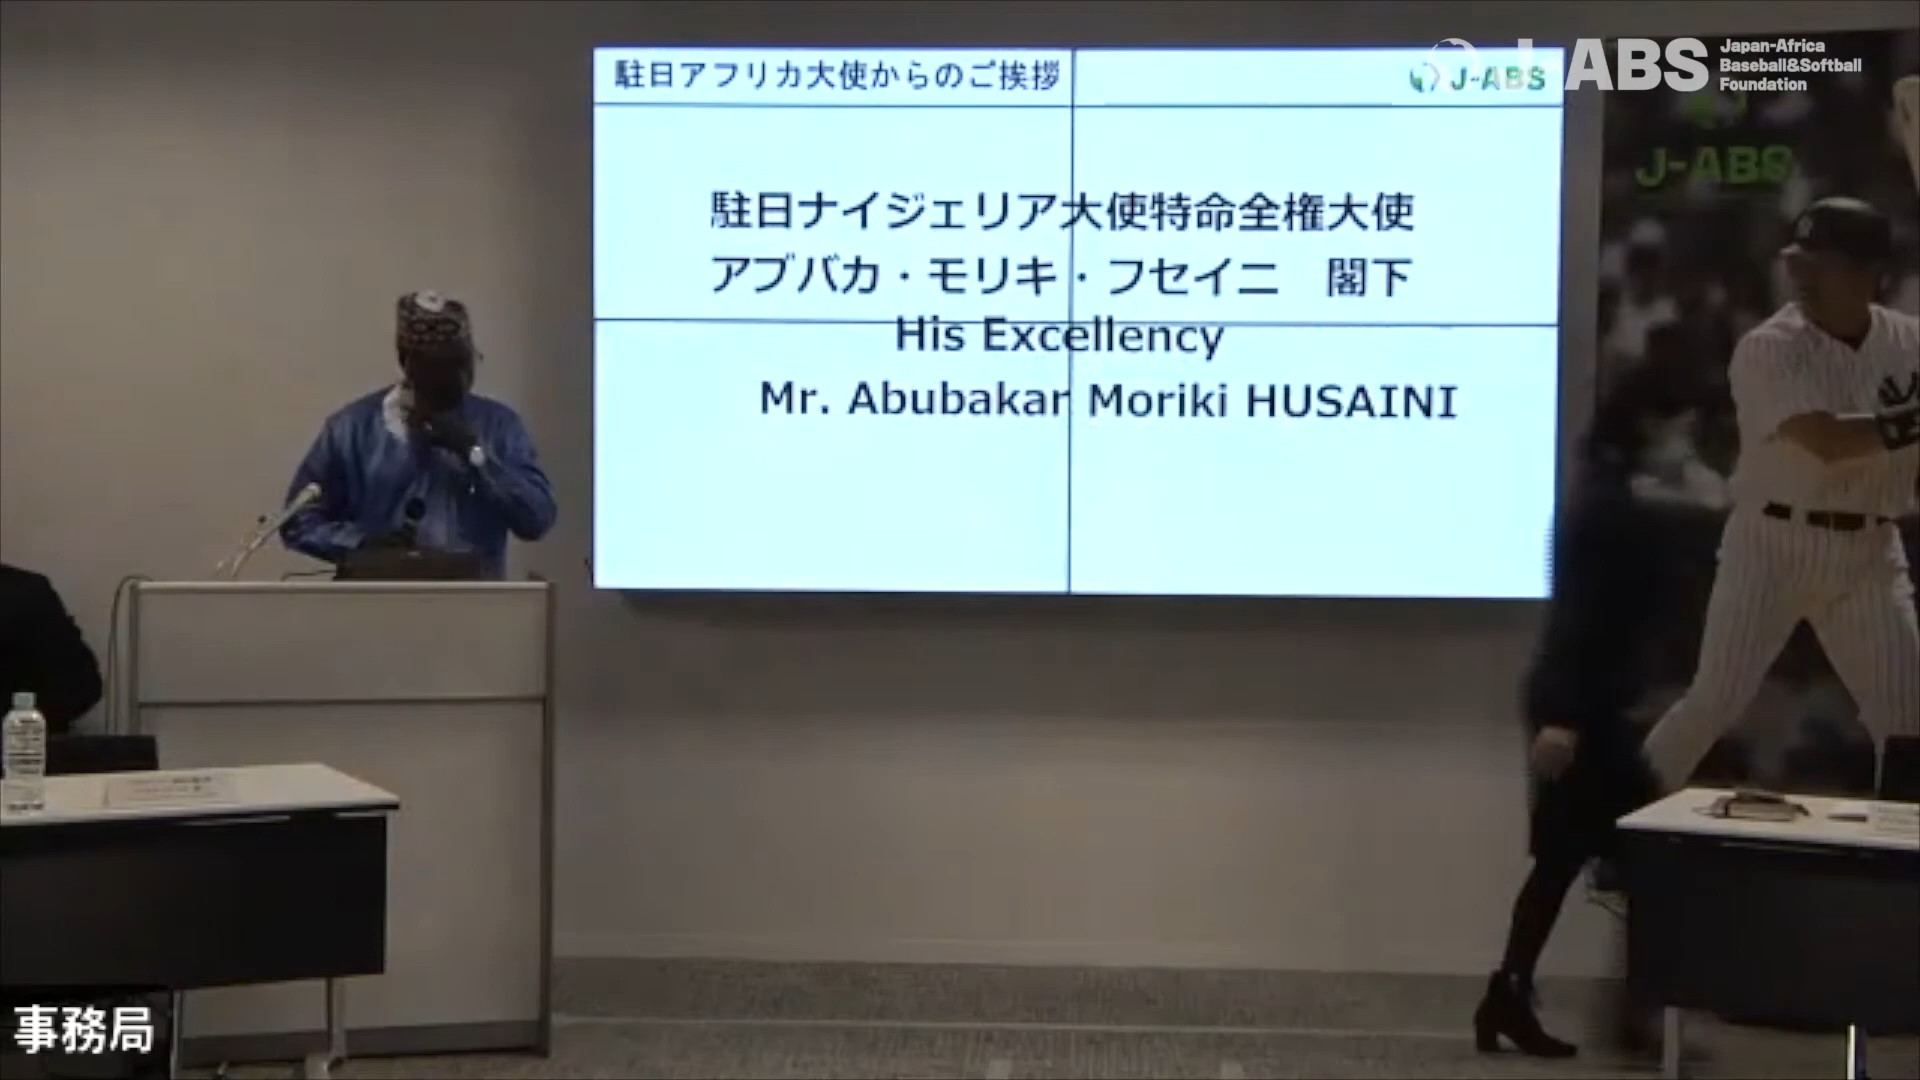 駐日アフリカ大使からのご挨拶
J-ABS
ABS
Japan-Africa
Baseball&Softball
Foundation
J-ABS
駐日ナイジェリア大使特命全権大使
アブバカ・モリキ・フセイニ 閣下
His Excellency
Mr. Abubakar Moriki HUSAINI
事務局